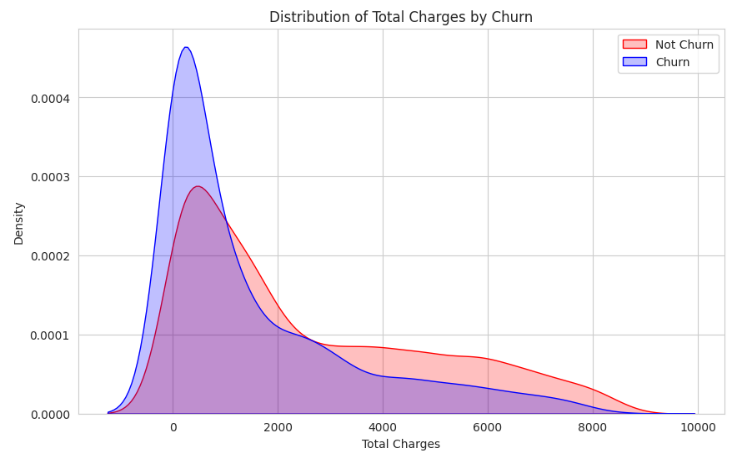 Distribution of Total Charges by Churn
Not Churn
Churn
0.0004
0.0003
0.0002
0.0001
0.0000
Density
0 2000 4000 6000 8000 10000
Total Charges